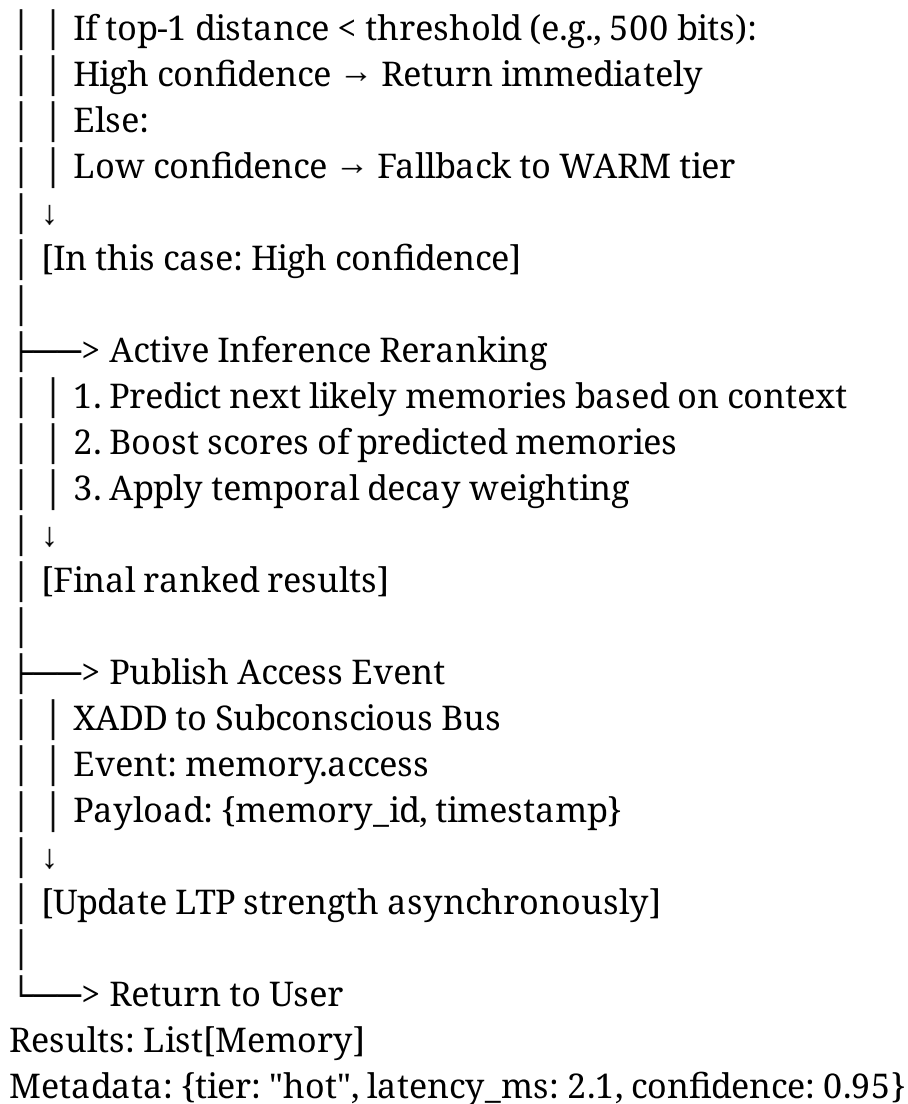 │ │ If top-1 distance < threshold (e.g., 500 bits):
│ │ High confidence → Return immediately
│ │ Else:
│ │ Low confidence → Fallback to WARM tier
│ ↓
│ [In this case: High confidence]
│
├──> Active Inference Reranking
│ │ 1. Predict next likely memories based on context
│ │ 2. Boost scores of predicted memories
│ │ 3. Apply temporal decay weighting
│ ↓
│ [Final ranked results]
│
├──> Publish Access Event
│ │ XADD to Subconscious Bus
│ │ Event: memory.access
│ │ Payload: {memory_id, timestamp}
│ ↓
│ [Update LTP strength asynchronously]
│
└──> Return to User
Results: List[Memory]
Metadata: {tier: "hot", latency_ms: 2.1, confidence: 0.95}